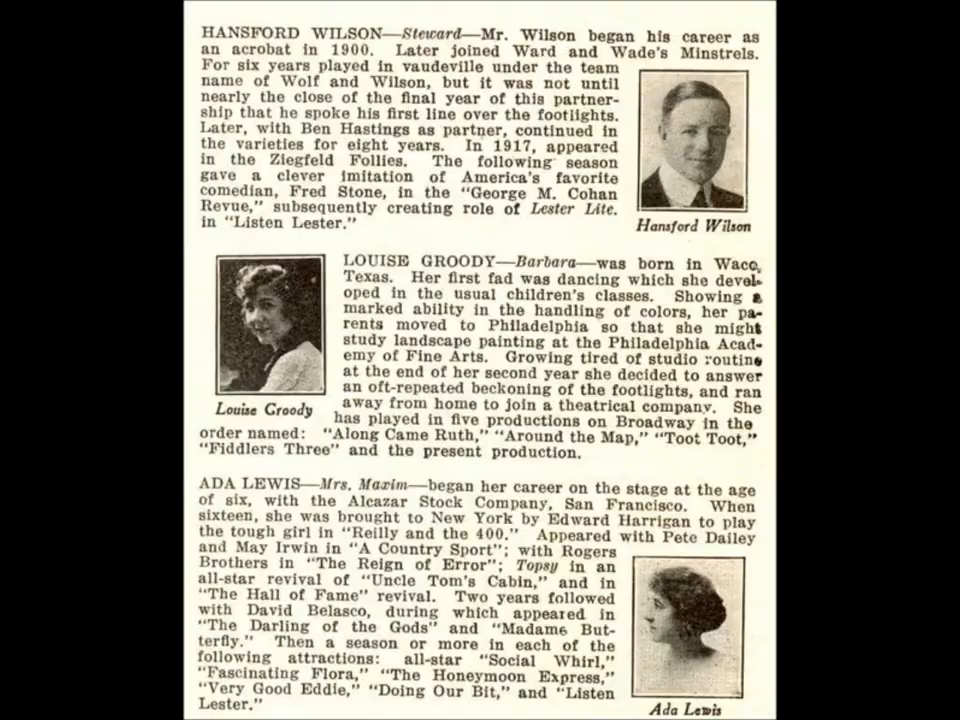 HANSFORD WILSON—Steward—Mr. Wilson began his career as
an acrobat in 1900. Later joined Ward and Wade's Minstrels.
For six years played in vaudeville under the team
name of Wolf and Wilson, but it was not until
nearly the close of the final year of this partner-
ship that he spoke his first line over the footlights.
Later, with Ben Hastings as partner, continued in
the varieties for eight years. In 1917, appeared
in the Ziegfeld Follies. The following season
gave a clever imitation of America's favorite
comedian, Fred Stone, in the "George M. Cohan
Revue," subsequently creating role of Lester Lite.
in "Listen Lester."
Hansford Wilson
LOUISE GROODY—Barbara—was born in Waco,
Texas. Her first fad was dancing which she devel-
oped in the usual children's classes. Showing a
marked ability in the handling of colors, her pa-
rents moved to Philadelphia so that she might
study landscape painting at the Philadelphia Acad-
emy of Fine Arts. Growing tired of studio routine
at the end of her second year she decided to answer
an oft-repeated beckoning of the footlights, and ran
away from home to join a theatrical company. She
has played in five productions on Broadway in the
order named: "Along Came Ruth," "Around the Map," "Toot Toot,"
"Fiddlers Three" and the present production.
Louise Groody
ADA LEWIS—Mrs. Maxim—began her career on the stage at the age
of six, with the Alcazar Stock Company, San Francisco. When
sixteen, she was brought to New York by Edward Harrigan to play
the tough girl in "Reilly and the 400." Appeared with Pete Dailey
and May Irwin in "A Country Sport"; with Rogers
Brothers in "The Reign of Error"; Topsy in an
all-star revival of "Uncle Tom's Cabin," and in
"The Hall of Fame" revival. Two years followed
with David Belasco, during which appeared in
"The Darling of the Gods" and "Madame But-
terfly." Then a season or more in each of the
following attractions: all-star "Social Whirl,"
"Fascinating Flora," "The Honeymoon Express,"
"Very Good Eddie," "Doing Our Bit," and "Listen
Lester."
Ada Lewis